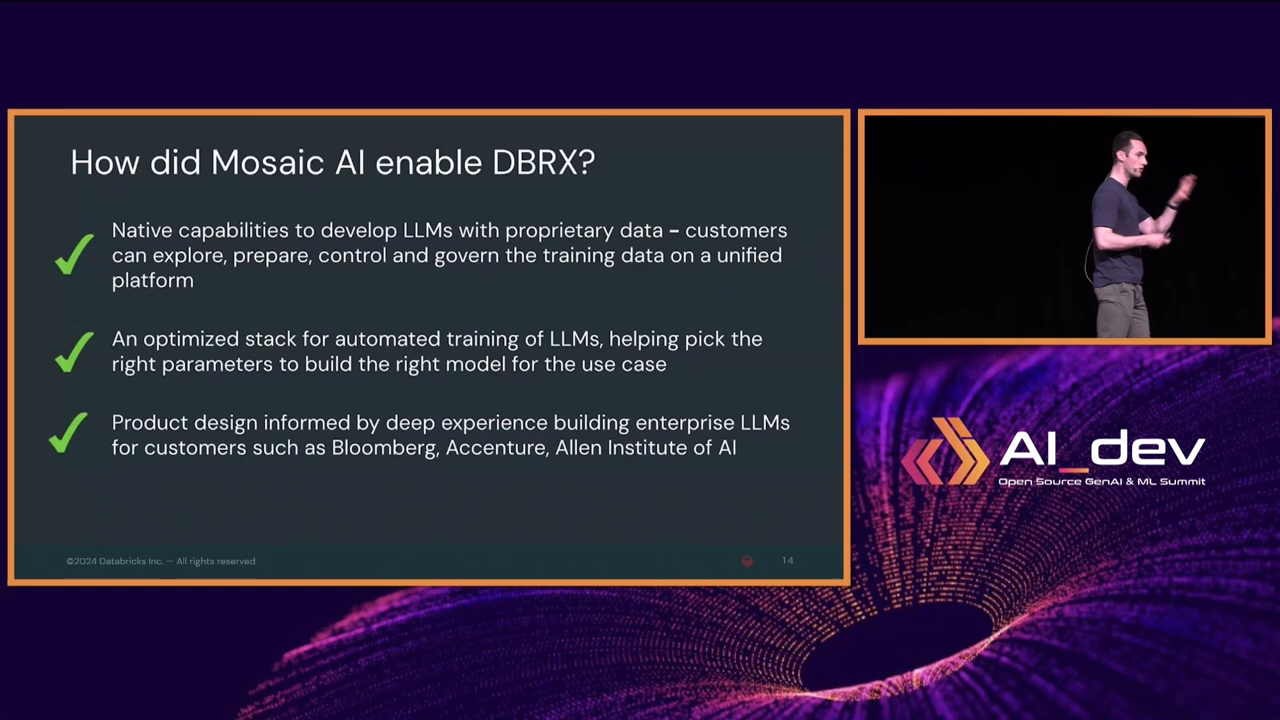 How did Mosaic AI enable DBRX?
Native capabilities to develop LLMs with proprietary data – customers
can explore, prepare, control and govern the training data on a unified
platform
An optimized stack for automated training of LLMs, helping pick the
right parameters to build the right model for the use case
Product design informed by deep experience building enterprise LLMs
for customers such as Bloomberg, Accenture, Allen Institute of AI
©2024 Databricks Inc. — All rights reserved
14
AI_dev
Open Source GenAI & ML Summit